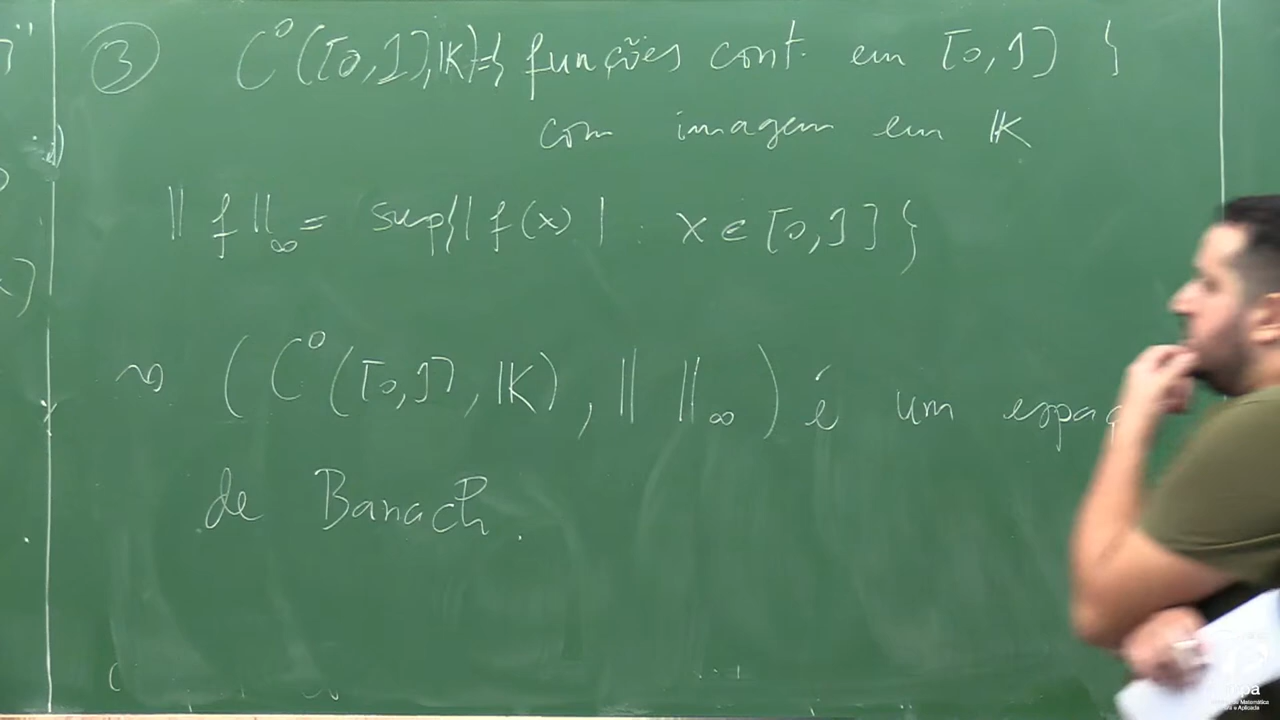 ③ C⁰([0,1],𝕂)={ funções cont. em [0,1] }
com imagem em 𝕂
‖ f ‖∞ = sup{| f(x) | : x ∈ [0,1] }
⇝ ( C⁰([0,1], 𝕂), ‖ ‖∞ ) é um espaç
de Banach.